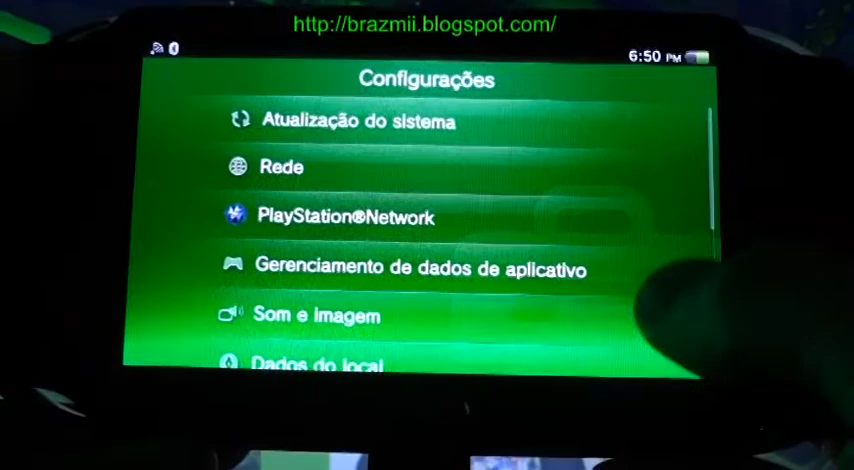 http://brazmii.blogspot.com/
6:50 PM
Configurações
Atualização do sistema
Rede
PlayStation®Network
Gerenciamento de dados de aplicativo
Som e imagem
Dados do local